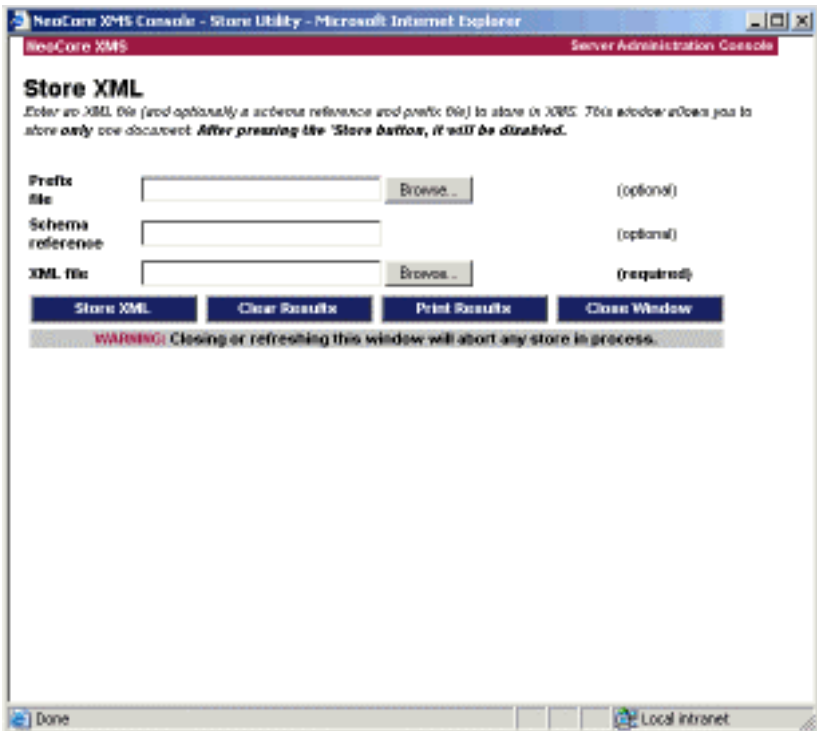 NeoCore XMS Console - Store Utility - Microsoft Internet Explorer
NeoCore XMS Server Administration Console
Store XML
Enter an XML file (and optionally a schema reference and prefix file) to store in XMS. This window allows you to
store only one document. After pressing the 'Store button, it will be disabled.
Prefix
file
Browse... (optional)
Schema
reference
(optional)
XML file Browse... (required)
Store XML Clear Results Print Results Close Window
WARNING: Closing or refreshing this window will abort any store in process.
Done Local intranet